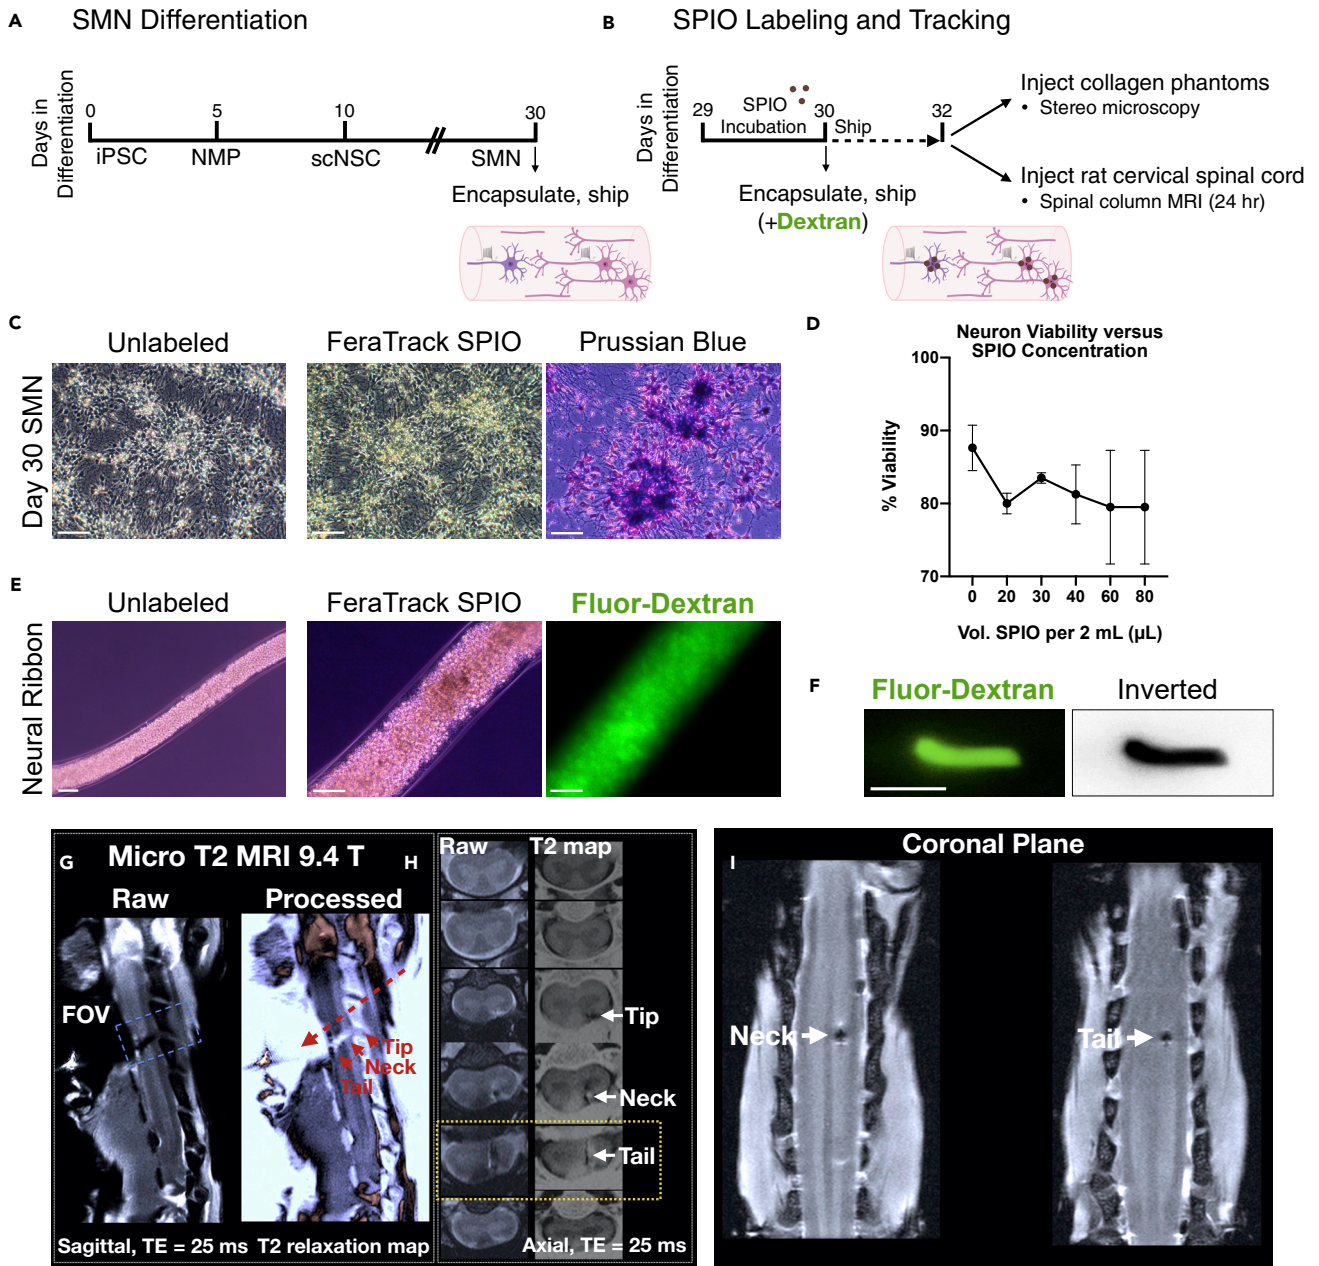 A
SMN Differentiation
Days in
Differentiation
0
5
10
30
iPSC
NMP
scNSC
SMN
Encapsulate, ship
B
SPIO Labeling and Tracking
Days in
Differentiation
29
SPIO
30
32
Incubation
Ship
Encapsulate, ship
(+Dextran)
Inject collagen phantoms
• Stereo microscopy
Inject rat cervical spinal cord
• Spinal column MRI (24 hr)
C
Unlabeled
FeraTrack SPIO
Prussian Blue
Day 30 SMN
D
Neuron Viability versus
SPIO Concentration
% Viability
100
90
80
70
0
20
30
40
60
80
Vol. SPIO per 2 mL (µL)
E
Unlabeled
FeraTrack SPIO
Fluor-Dextran
Neural Ribbon
F
Fluor-Dextran
Inverted
G
Micro T2 MRI 9.4 T
Raw
Processed
FOV
Tip
Neck
Tail
Sagittal, TE = 25 ms
T2 relaxation map
H
Raw
T2 map
Tip
Neck
Tail
Axial, TE = 25 ms
I
Coronal Plane
Neck
Tail